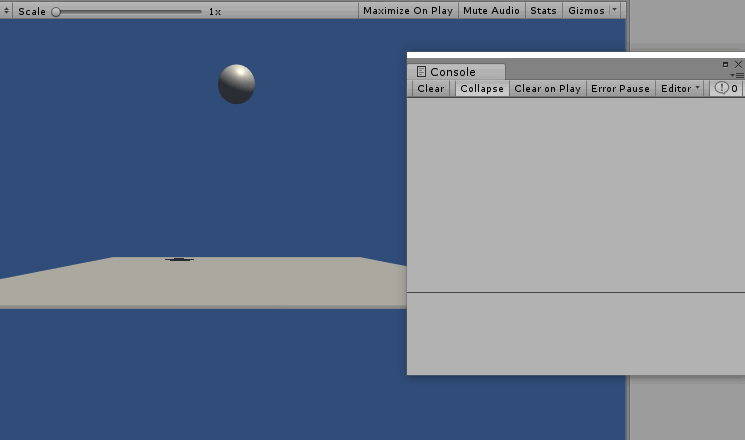 Scale 1x Maximize On Play Mute Audio Stats Gizmos
Console
Clear Collapse Clear on Play Error Pause Editor 0